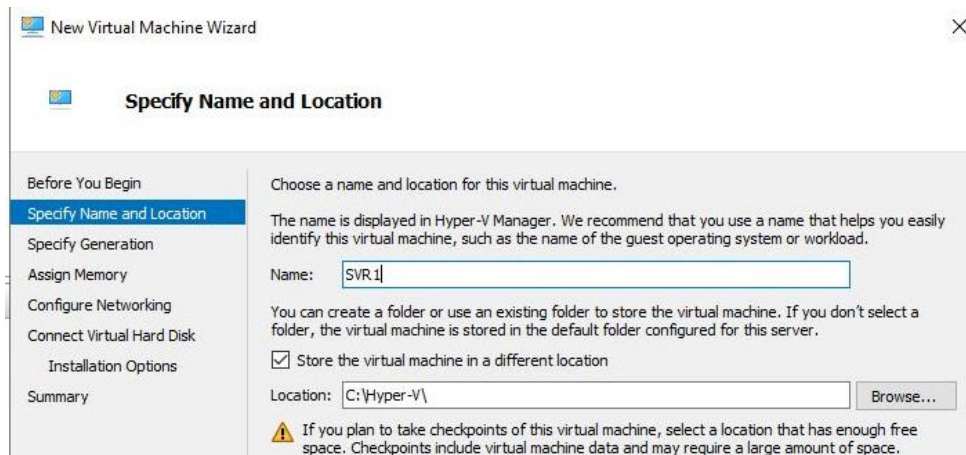 New Virtual Machine Wizard
Specify Name and Location
Before You Begin
Specify Name and Location
Specify Generation
Assign Memory
Configure Networking
Connect Virtual Hard Disk
Installation Options
Summary
Choose a name and location for this virtual machine.
The name is displayed in Hyper-V Manager. We recommend that you use a name that helps you easily
identify this virtual machine, such as the name of the guest operating system or workload.
Name: SVR1
You can create a folder or use an existing folder to store the virtual machine. If you don't select a
folder, the virtual machine is stored in the default folder configured for this server.
Store the virtual machine in a different location
Location: C:\Hyper-V\ Browse...
If you plan to take checkpoints of this virtual machine, select a location that has enough free
space. Checkpoints include virtual machine data and may require a large amount of space.